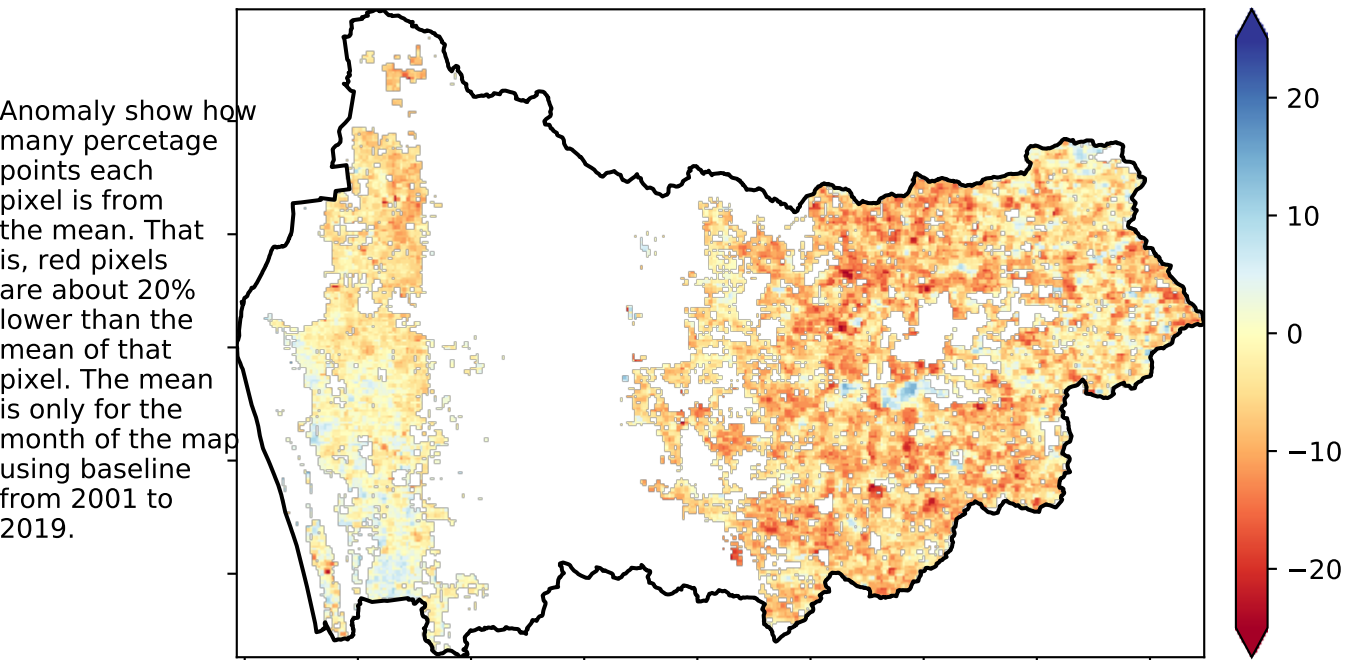 Anomaly show how
many percetage
points each
pixel is from
the mean. That
is, red pixels
are about 20%
lower than the
mean of that
pixel. The mean
is only for the
month of the map
using baseline
from 2001 to
2019.
20
10
0
−10
−20